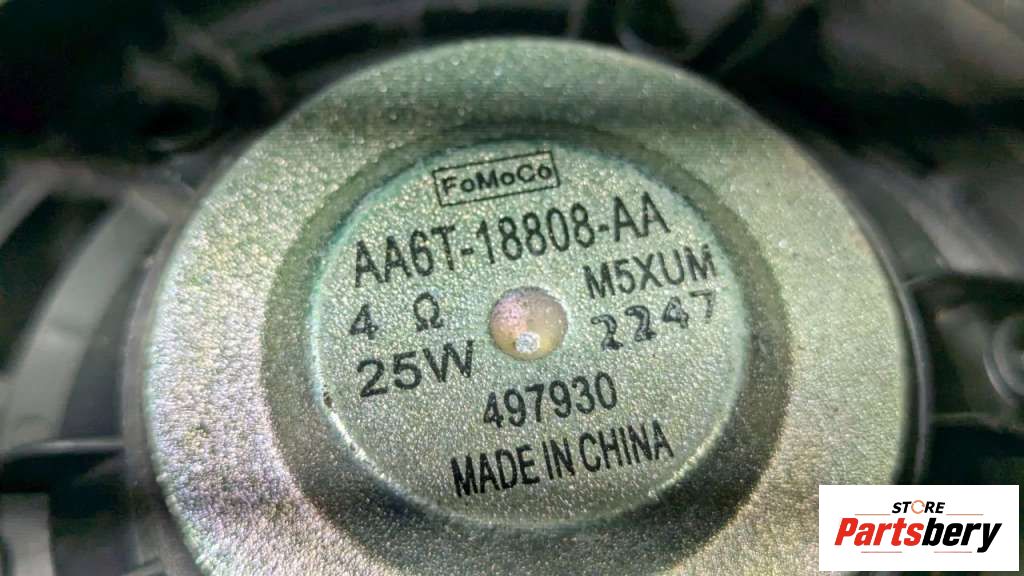 FoMoCo
AA6T-18808-AA
4 Ω M5XUM
25W 2247
497930
MADE IN CHINA
STORE
Partsbery